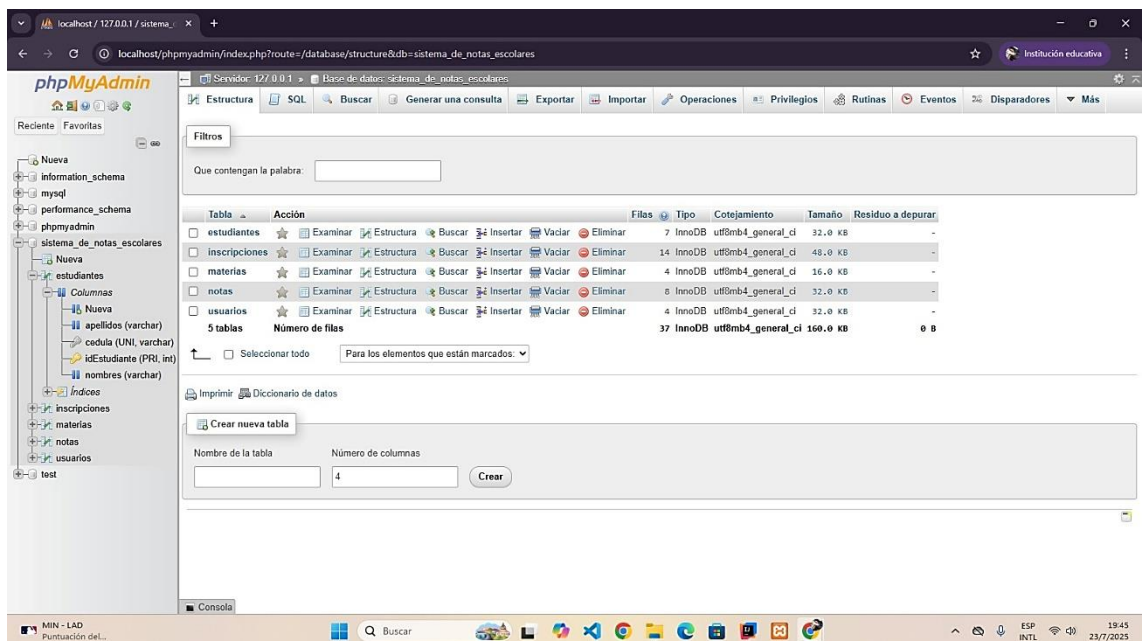 localhost / 127.0.0.1 / sistema_
localhost/phpmyadmin/index.php?route=/database/structure&db=sistema_de_notas_escolares
Institución educativa
phpMyAdmin
Reciente Favoritas
Nueva
information_schema
mysql
performance_schema
phpmyadmin
sistema_de_notas_escolares
Nueva
estudiantes
Columnas
Nueva
apellidos (varchar)
cedula (UNI, varchar)
idEstudiante (PRI, int)
nombres (varchar)
Índices
inscripciones
materias
notas
usuarios
test
Servidor: 127.0.0.1 » Base de datos: sistema_de_notas_escolares
Estructura SQL Buscar Generar una consulta Exportar Importar Operaciones Privilegios Rutinas Eventos Disparadores Más
Filtros
Que contengan la palabra:
Tabla Acción Filas Tipo Cotejamiento Tamaño Residuo a depurar
estudiantes Examinar Estructura Buscar Insertar Vaciar Eliminar 7 InnoDB utf8mb4_general_ci 32.0 KB -
inscripciones Examinar Estructura Buscar Insertar Vaciar Eliminar 14 InnoDB utf8mb4_general_ci 48.0 KB -
materias Examinar Estructura Buscar Insertar Vaciar Eliminar 4 InnoDB utf8mb4_general_ci 16.0 KB -
notas Examinar Estructura Buscar Insertar Vaciar Eliminar 8 InnoDB utf8mb4_general_ci 32.0 KB -
usuarios Examinar Estructura Buscar Insertar Vaciar Eliminar 4 InnoDB utf8mb4_general_ci 32.0 KB -
5 tablas Número de filas 37 InnoDB utf8mb4_general_ci 160.0 KB 0 B
Seleccionar todo Para los elementos que están marcados:
Imprimir Diccionario de datos
Crear nueva tabla
Nombre de la tabla Número de columnas
4 Crear
Consola
MIN - LAD
Puntuación del...
Buscar
ESP
INTL
19:45
23/7/2025